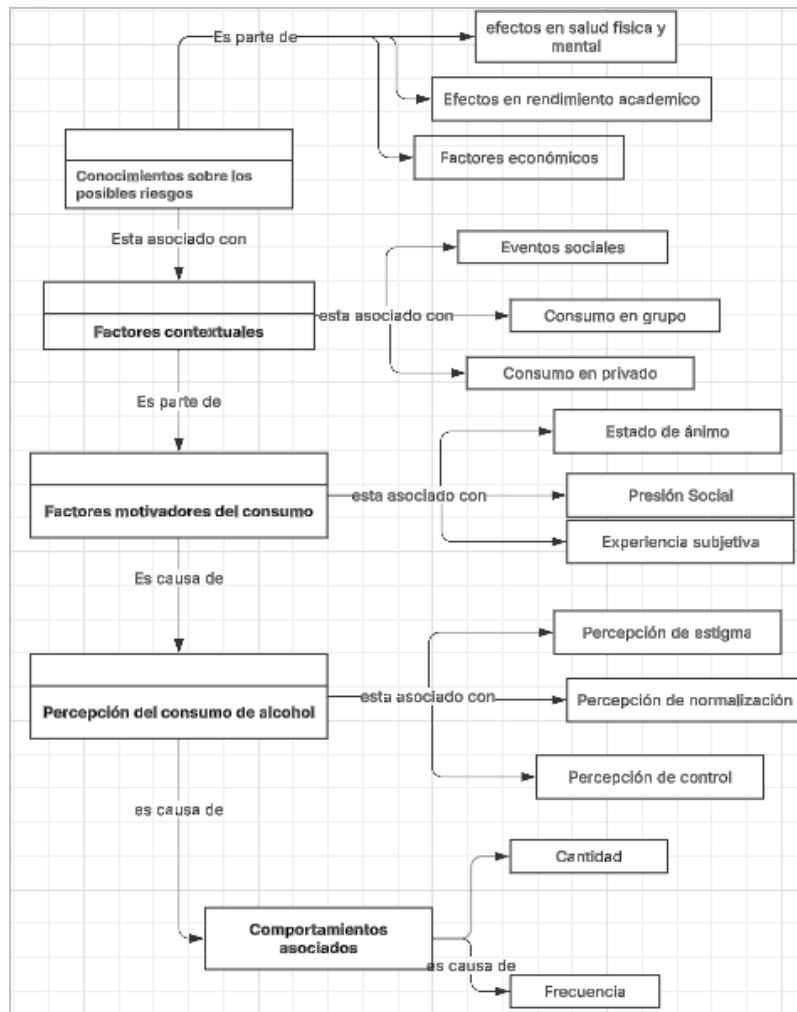 Es parte de
efectos en salud fisica y
mental
Efectos en rendimiento academico
Factores económicos
Conocimientos sobre los
posibles riesgos
Esta asociado con
Eventos sociales
Factores contextuales
esta asociado con
Consumo en grupo
Consumo en privado
Es parte de
Estado de ánimo
Factores motivadores del consumo
esta asociado con
Presión Social
Experiencia subjetiva
Es causa de
Percepción de estigma
Percepción del consumo de alcohol
esta asociado con
Percepción de normalización
Percepción de control
es causa de
Cantidad
Comportamientos
asociados
es causa de
Frecuencia